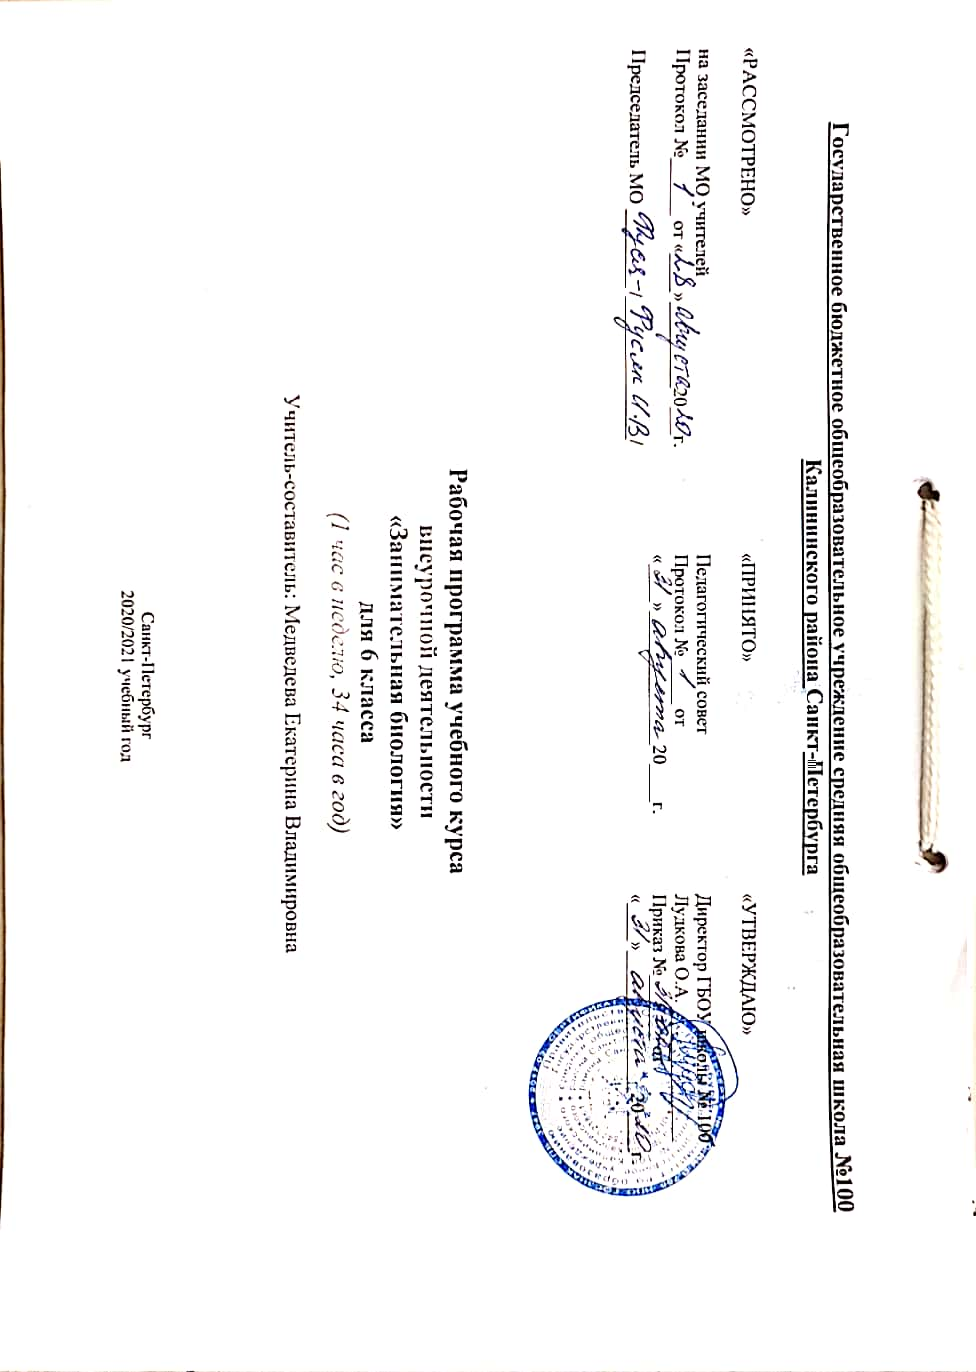 Государственное бюджетное общеобразовательное учреждение средняя общеобразовательная школа №100
Калининского района Санкт-Петербурга
«РАССМОТРЕНО»
на заседании МО учителей
Протокол № 1 от «28» августа 2020 г.
Председатель МО / Фуслен И.В/
«ПРИНЯТО»
Педагогический совет
Протокол № 1 от
«31» августа 20 г.
«УТВЕРЖДАЮ»
Директор ГБОУ школы № 100
Лудкова О.А.
Приказ № от
«31» августа 2020 г.
Рабочая программа учебного курса
внеурочной деятельности
«Занимательная биология»
для 6 класса
(1 час в неделю, 34 часа в год)
Учитель-составитель: Медведева Екатерина Владимировна
Санкт-Петербург
2020/2021 учебный год